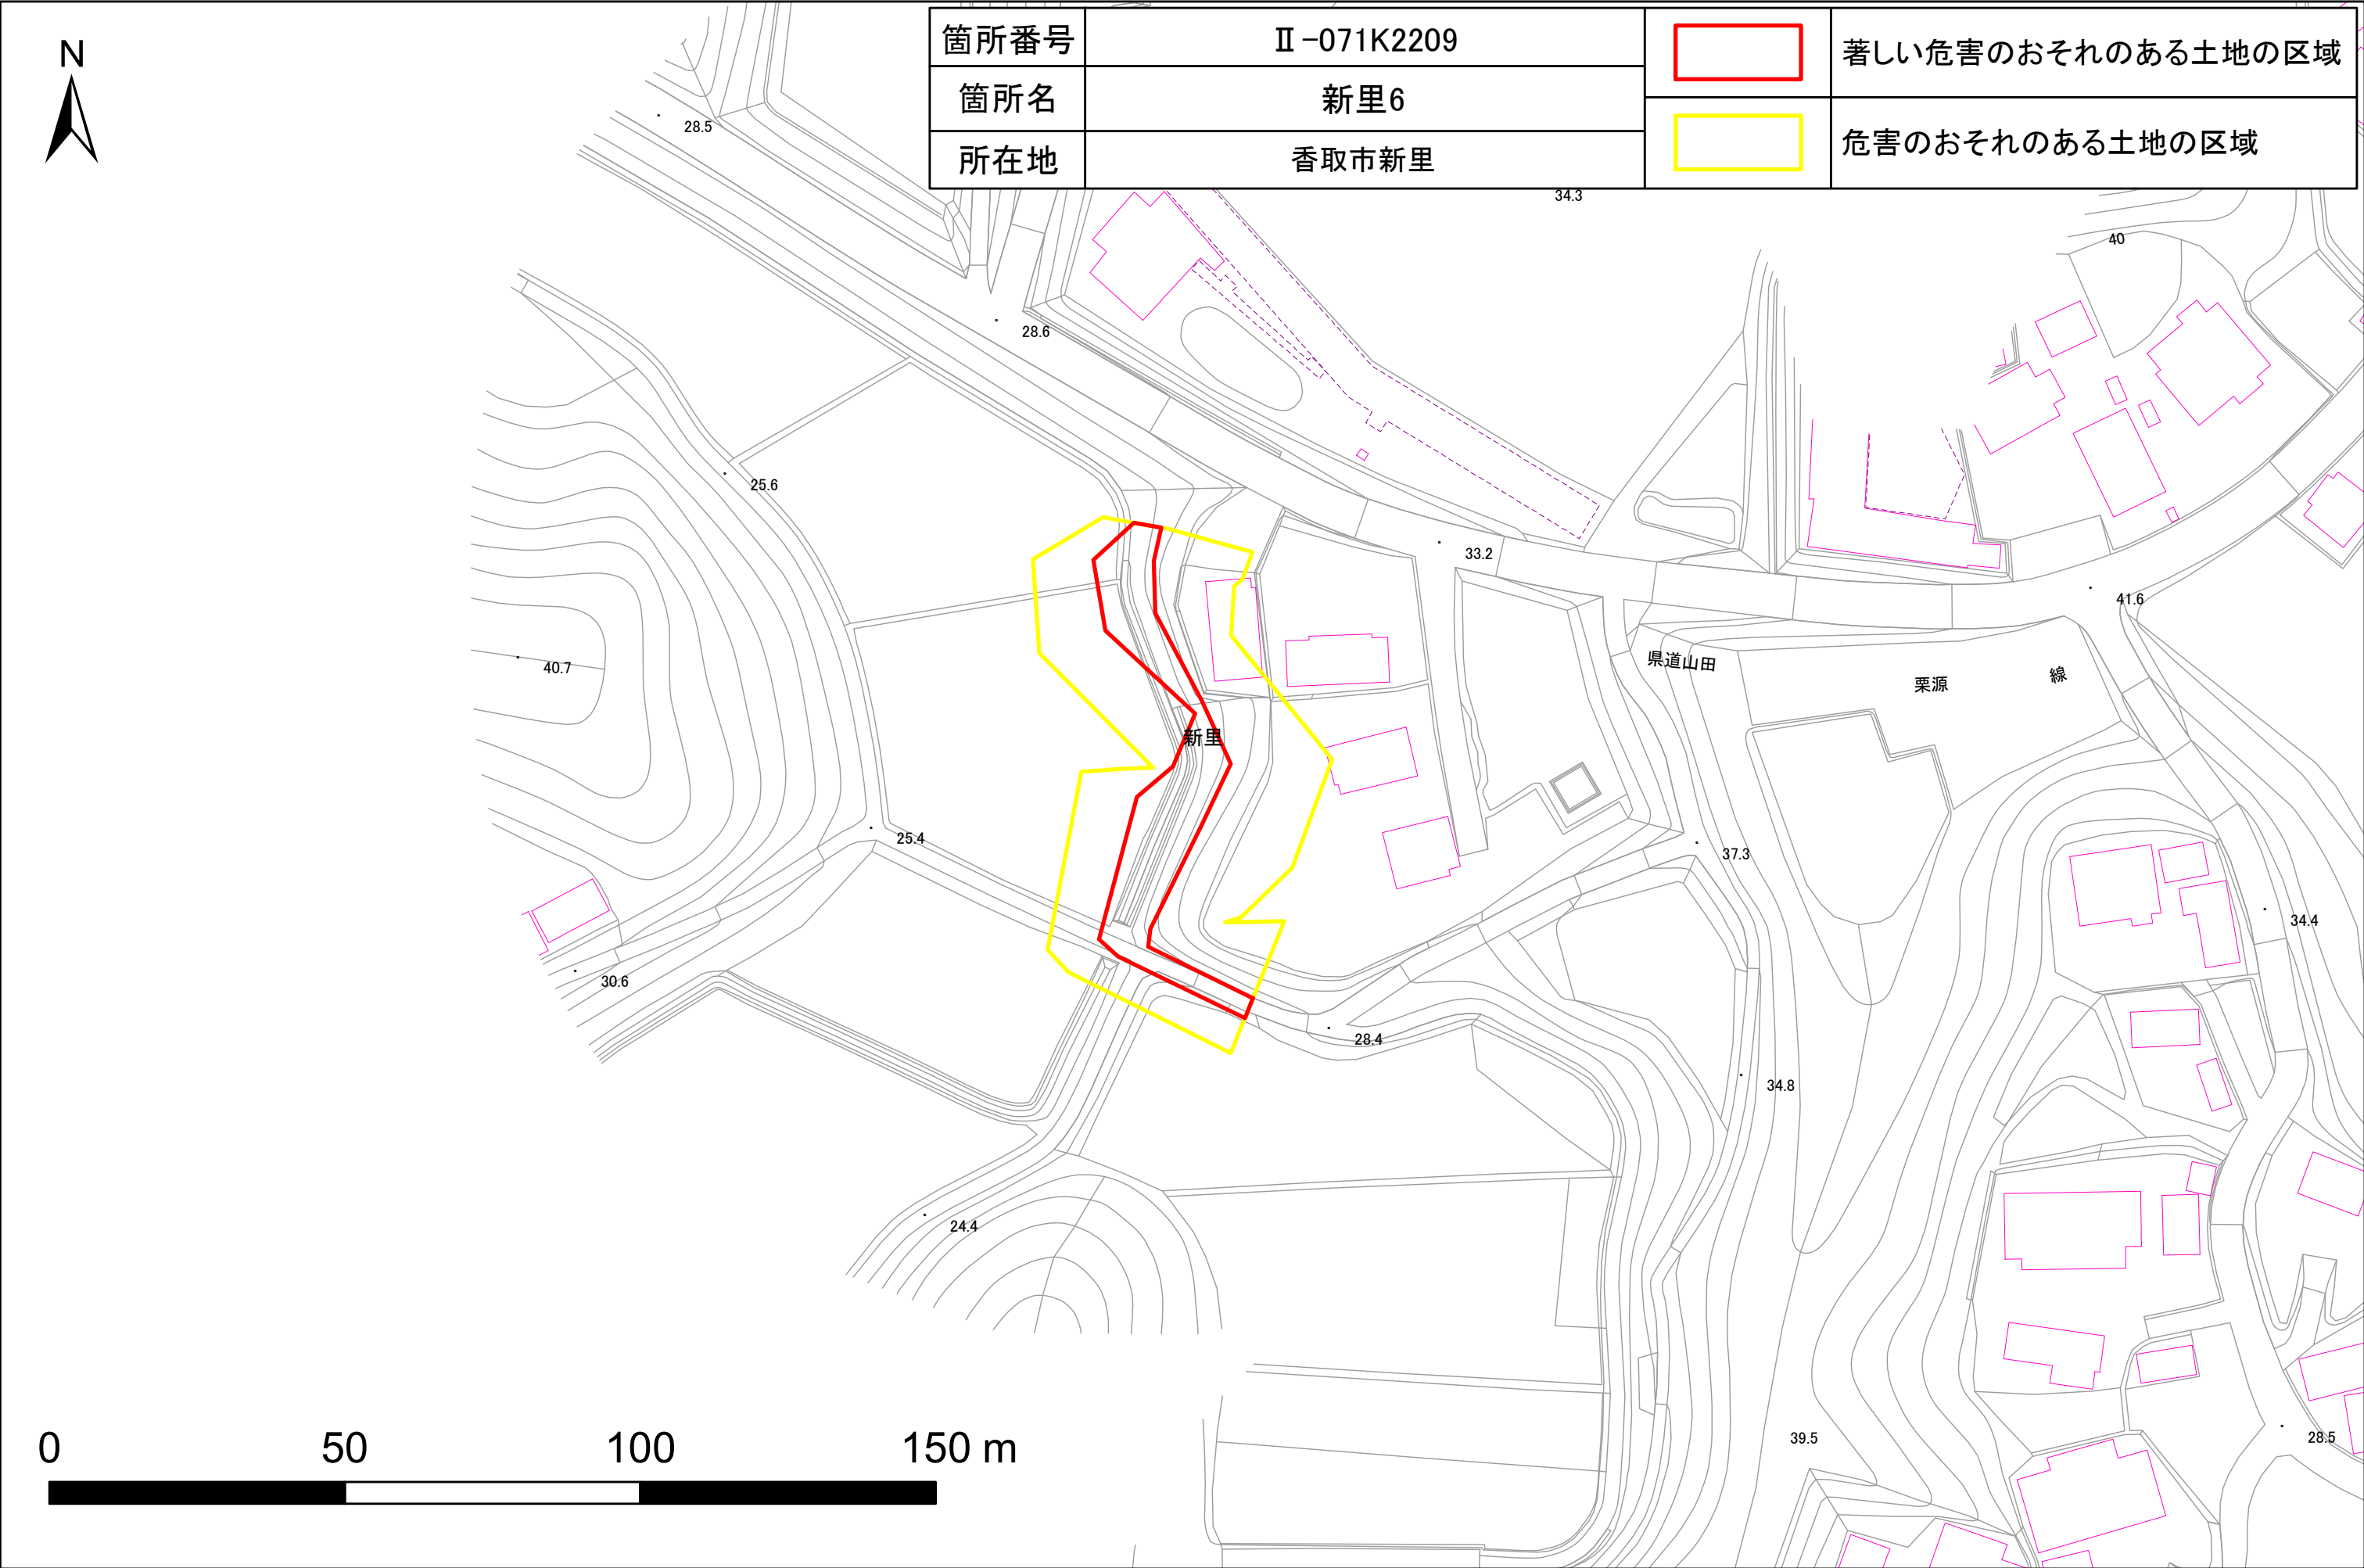 N
箇所番号 Ⅱ-071K2209
箇所名 新里6
所在地 香取市新里
著しい危害のおそれのある土地の区域
危害のおそれのある土地の区域
28.5
34.3
40
28.6
25.6
33.2
41.6
県道山田
栗源
線
40.7
新里
25.4
37.3
34.4
30.6
28.4
34.8
24.4
39.5
28.5
0 50 100 150 m